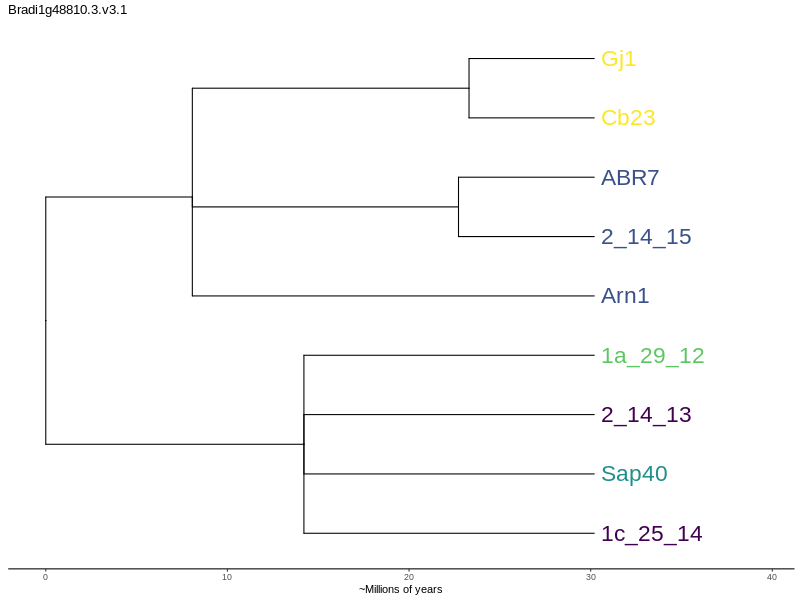 Bradi1g48810.3.v3.1
Gj1
Cb23
ABR7
2_14_15
Arn1
1a_29_12
2_14_13
Sap40
1c_25_14
0 10 20 30 40
~Millions of years